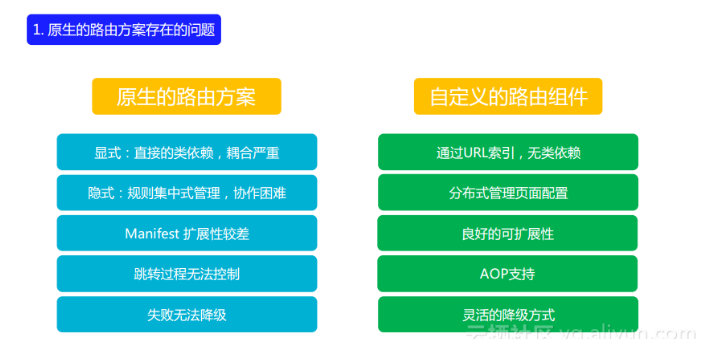 1. 原生的路由方案存在的问题
原生的路由方案
自定义的路由组件
显式：直接的类依赖，耦合严重
通过URL索引，无类依赖
隐式：规则集中式管理，协作困难
分布式管理页面配置
Manifest 扩展性较差
良好的可扩展性
跳转过程无法控制
AOP支持
失败无法降级
灵活的降级方式
云栖社区 yq.aliyun.com